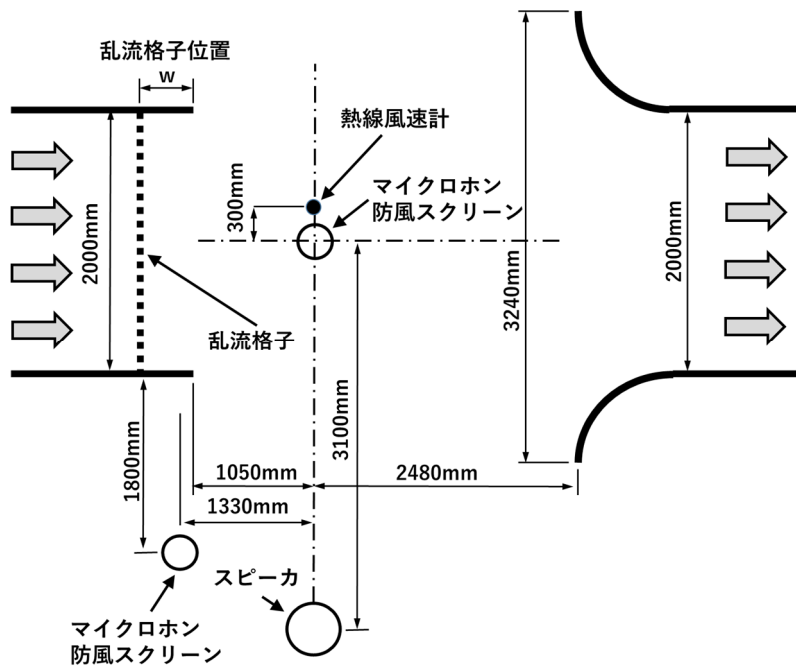 乱流格子位置
w
熱線風速計
マイクロホン
防風スクリーン
300mm
2000mm
3240mm
2000mm
乱流格子
3100mm
1800mm
1050mm
2480mm
1330mm
スピーカ
マイクロホン
防風スクリーン